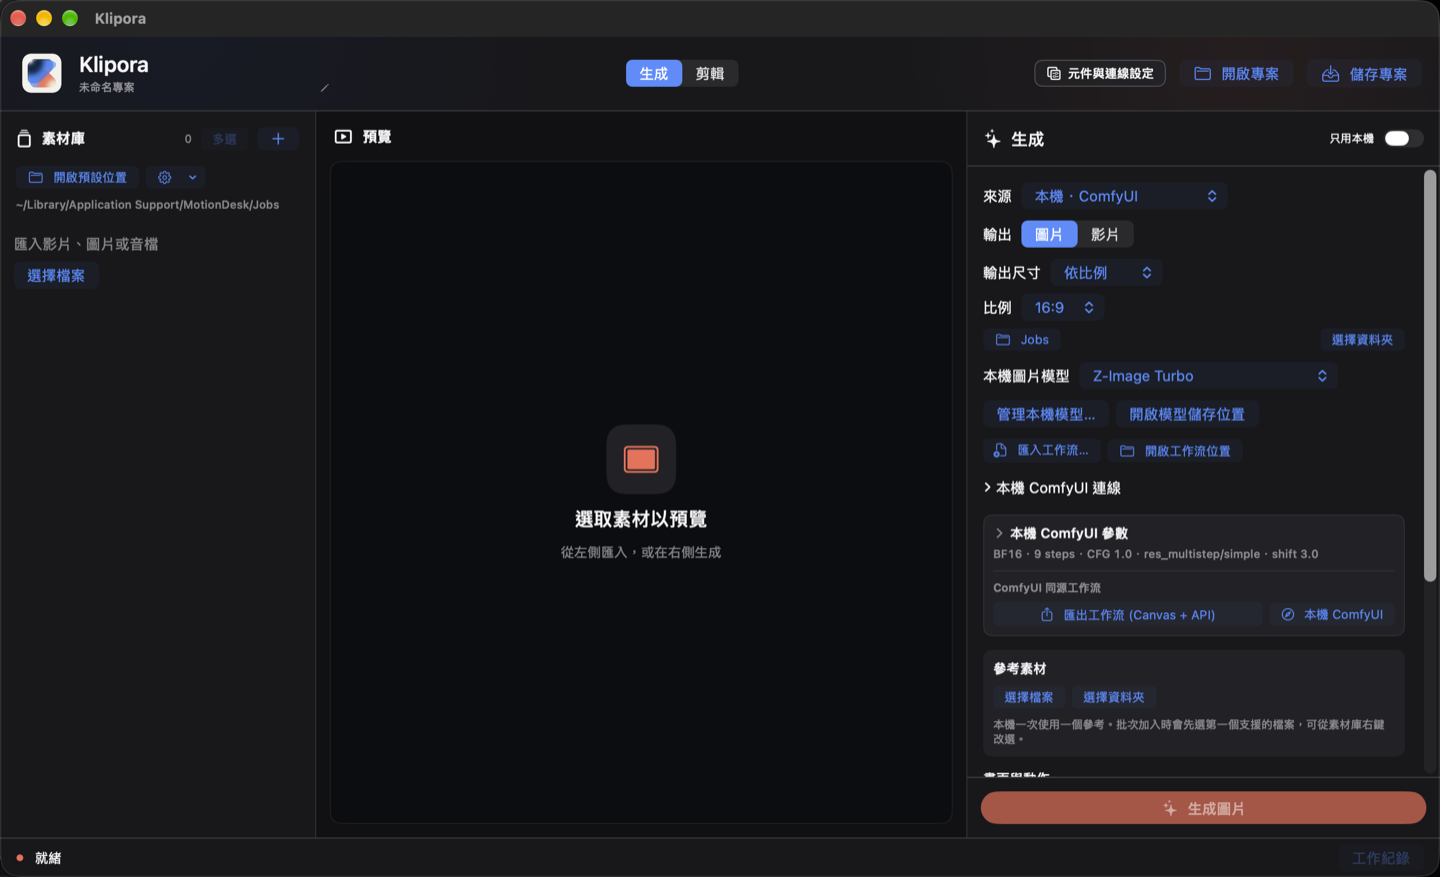 Klipora
Klipora
未命名專案
生成
剪輯
元件與連線設定
開啟專案
儲存專案
素材庫
0
多選
開啟預設位置
~/Library/Application Support/MotionDesk/Jobs
匯入影片、圖片或音檔
選擇檔案
預覽
選取素材以預覽
從左側匯入，或在右側生成
生成
只用本機
來源
本機 · ComfyUI
輸出
圖片
影片
輸出尺寸
依比例
比例
16:9
Jobs
選擇資料夾
本機圖片模型
Z-Image Turbo
管理本機模型...
開啟模型儲存位置
匯入工作流...
開啟工作流位置
本機 ComfyUI 連線
本機 ComfyUI 參數
BF16 · 9 steps · CFG 1.0 · res_multistep/simple · shift 3.0
ComfyUI 同源工作流
匯出工作流 (Canvas + API)
本機 ComfyUI
參考素材
選擇檔案
選擇資料夾
本機一次使用一個參考。批次加入時會先選第一個支援的檔案，可從素材庫右鍵
改選。
生成圖片
就緒
工作紀錄